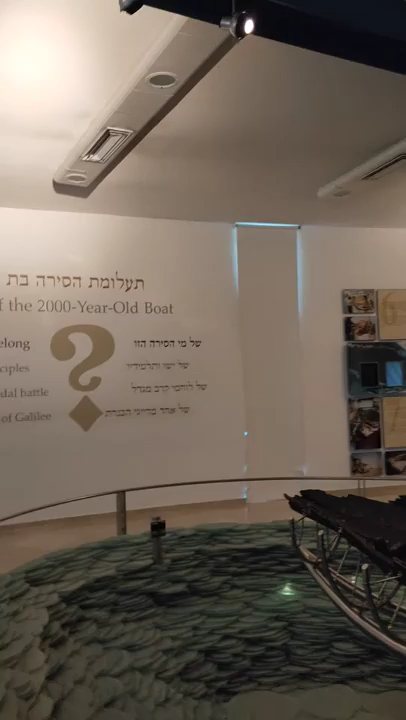 תעלומת הסירה בת
f the 2000-Year-Old Boat
elong
של מי הסירה הזו
?
ciples
של ישו ותלמידיו
dal battle
של לוחמי קרב מגדל
of Galilee
של אחד מדייגי הכנרת